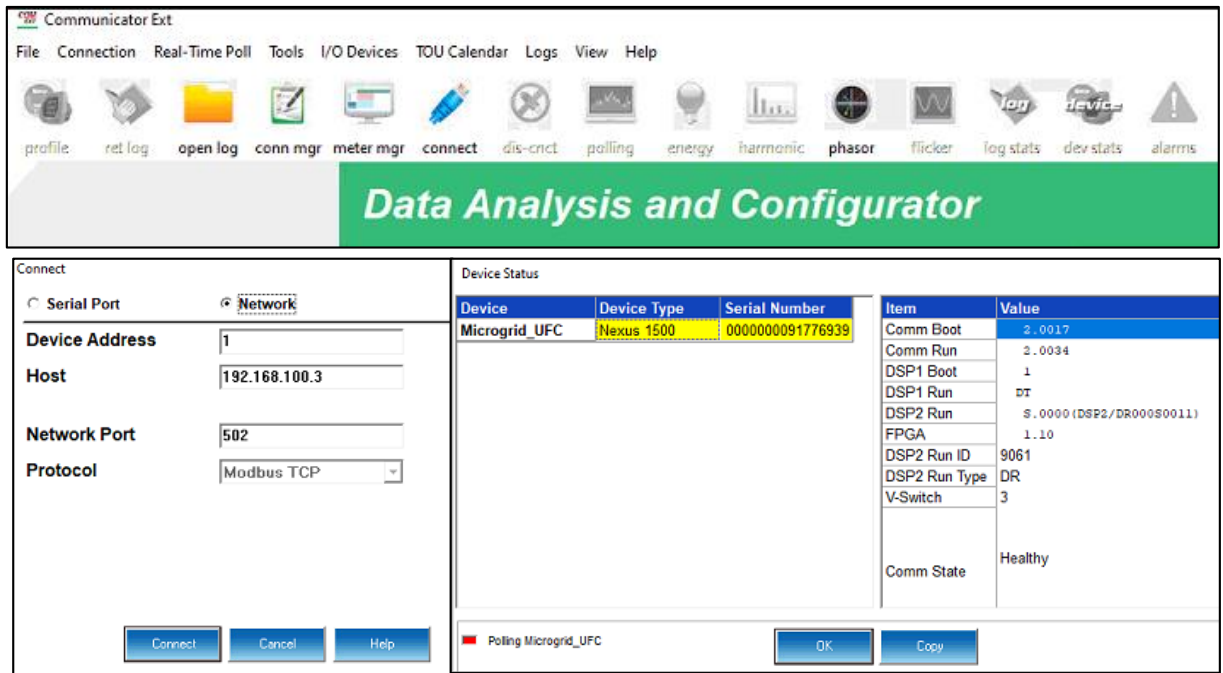 Communicator Ext
File Connection Real-Time Poll Tools I/O Devices TOU Calendar Logs View Help
log device
profile ret log open log conn mgr meter mgr connect dis-cnct polling energy harmonic phasor flicker log stats dev stats alarms
Data Analysis and Configurator
Connect
Serial Port Network
Device Address 1
Host 192.168.100.3
Network Port 502
Protocol Modbus TCP
Connect Cancel Help
Device Status
Device Device Type Serial Number
Microgrid_UFC Nexus 1500 0000000091776939
Item Value
Comm Boot 2.0017
Comm Run 2.0034
DSP1 Boot 1
DSP1 Run DT
DSP2 Run S.0000(DSP2/DR000S0011)
FPGA 1.10
DSP2 Run ID 9061
DSP2 Run Type DR
V-Switch 3
Comm State Healthy
Polling Microgrid_UFC
OK Copy